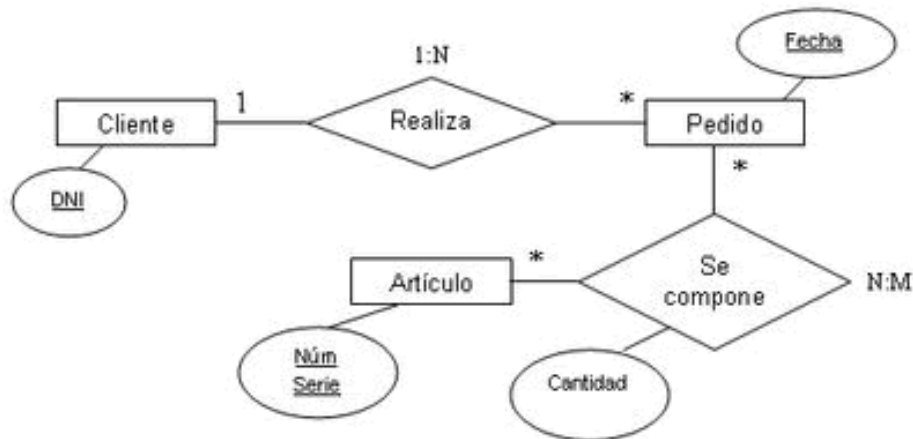 Fecha
1:N
Cliente
1
Realiza
*
Pedido
DNI
*
Artículo
*
Se
compone
N:M
Núm
Serie
Cantidad